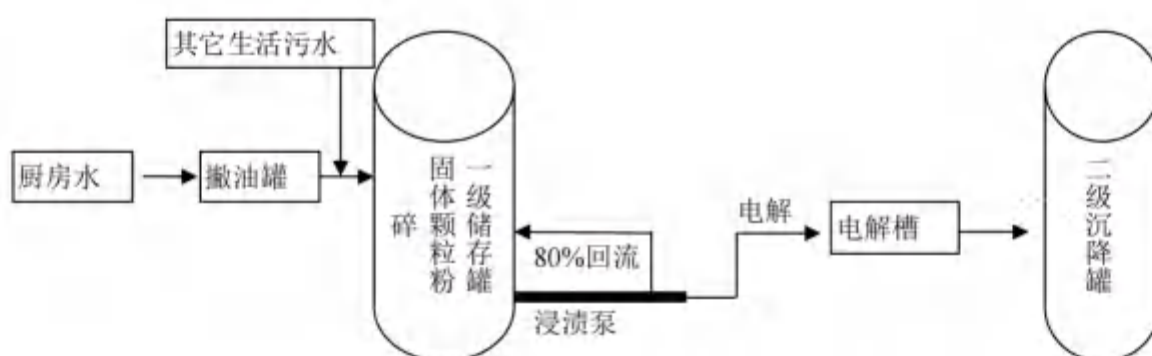 其它生活污水
厨房水
撇油罐
一级储存罐
固体颗粒粉
碎
80%回流
浸渍泵
电解
电解槽
二级沉降罐